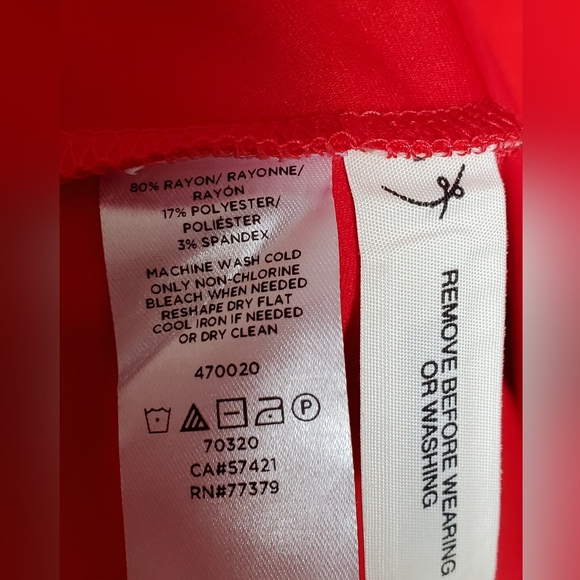 80% RAYON/ RAYONNE/
RAYÓN
17% POLYESTER/
POLIÉSTER
3% SPANDEX
MACHINE WASH COLD
ONLY NON-CHLORINE
BLEACH WHEN NEEDED
RESHAPE DRY FLAT
COOL IRON IF NEEDED
OR DRY CLEAN
470020
P
70320
CA#57421
RN#77379
REMOVE BEFORE WEARING
OR WASHING